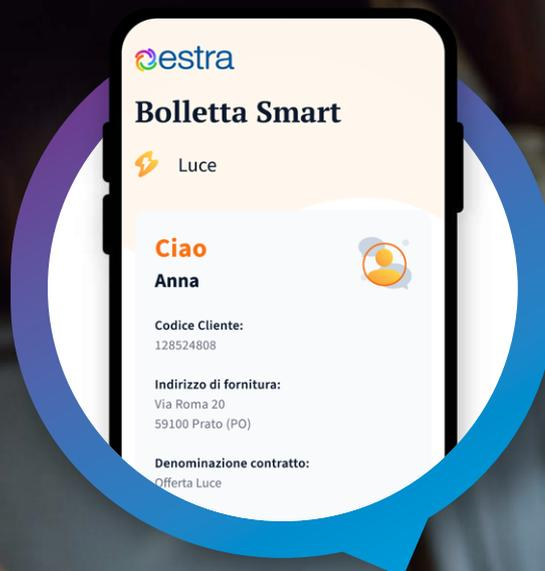 estra
Bolletta Smart
Luce
Ciao
Anna
Codice Cliente:
128524808
Indirizzo di fornitura:
Via Roma 20
59100 Prato (PO)
Denominazione contratto:
Offerta Luce